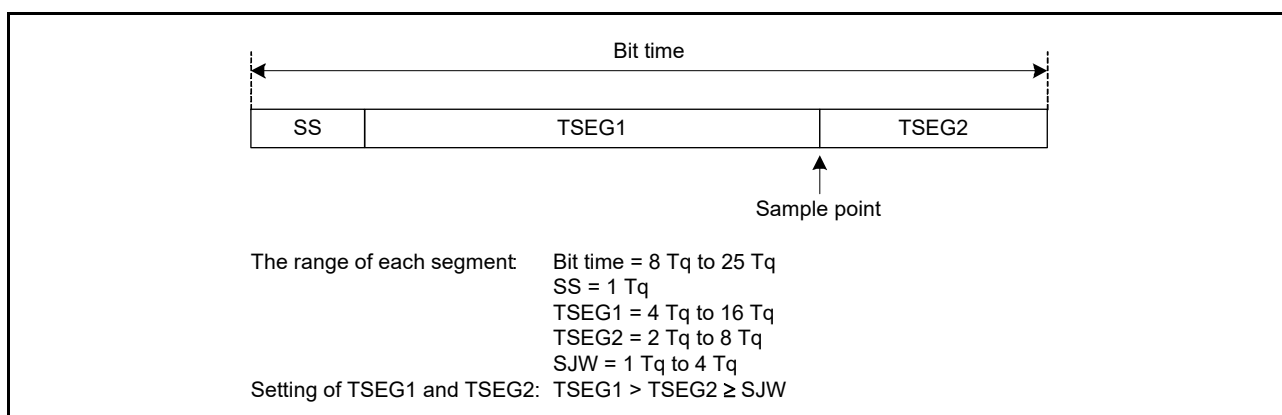 Bit time
SS TSEG1 TSEG2
Sample point
The range of each segment: Bit time = 8 Tq to 25 Tq
SS = 1 Tq
TSEG1 = 4 Tq to 16 Tq
TSEG2 = 2 Tq to 8 Tq
SJW = 1 Tq to 4 Tq
Setting of TSEG1 and TSEG2: TSEG1 > TSEG2 ≥ SJW